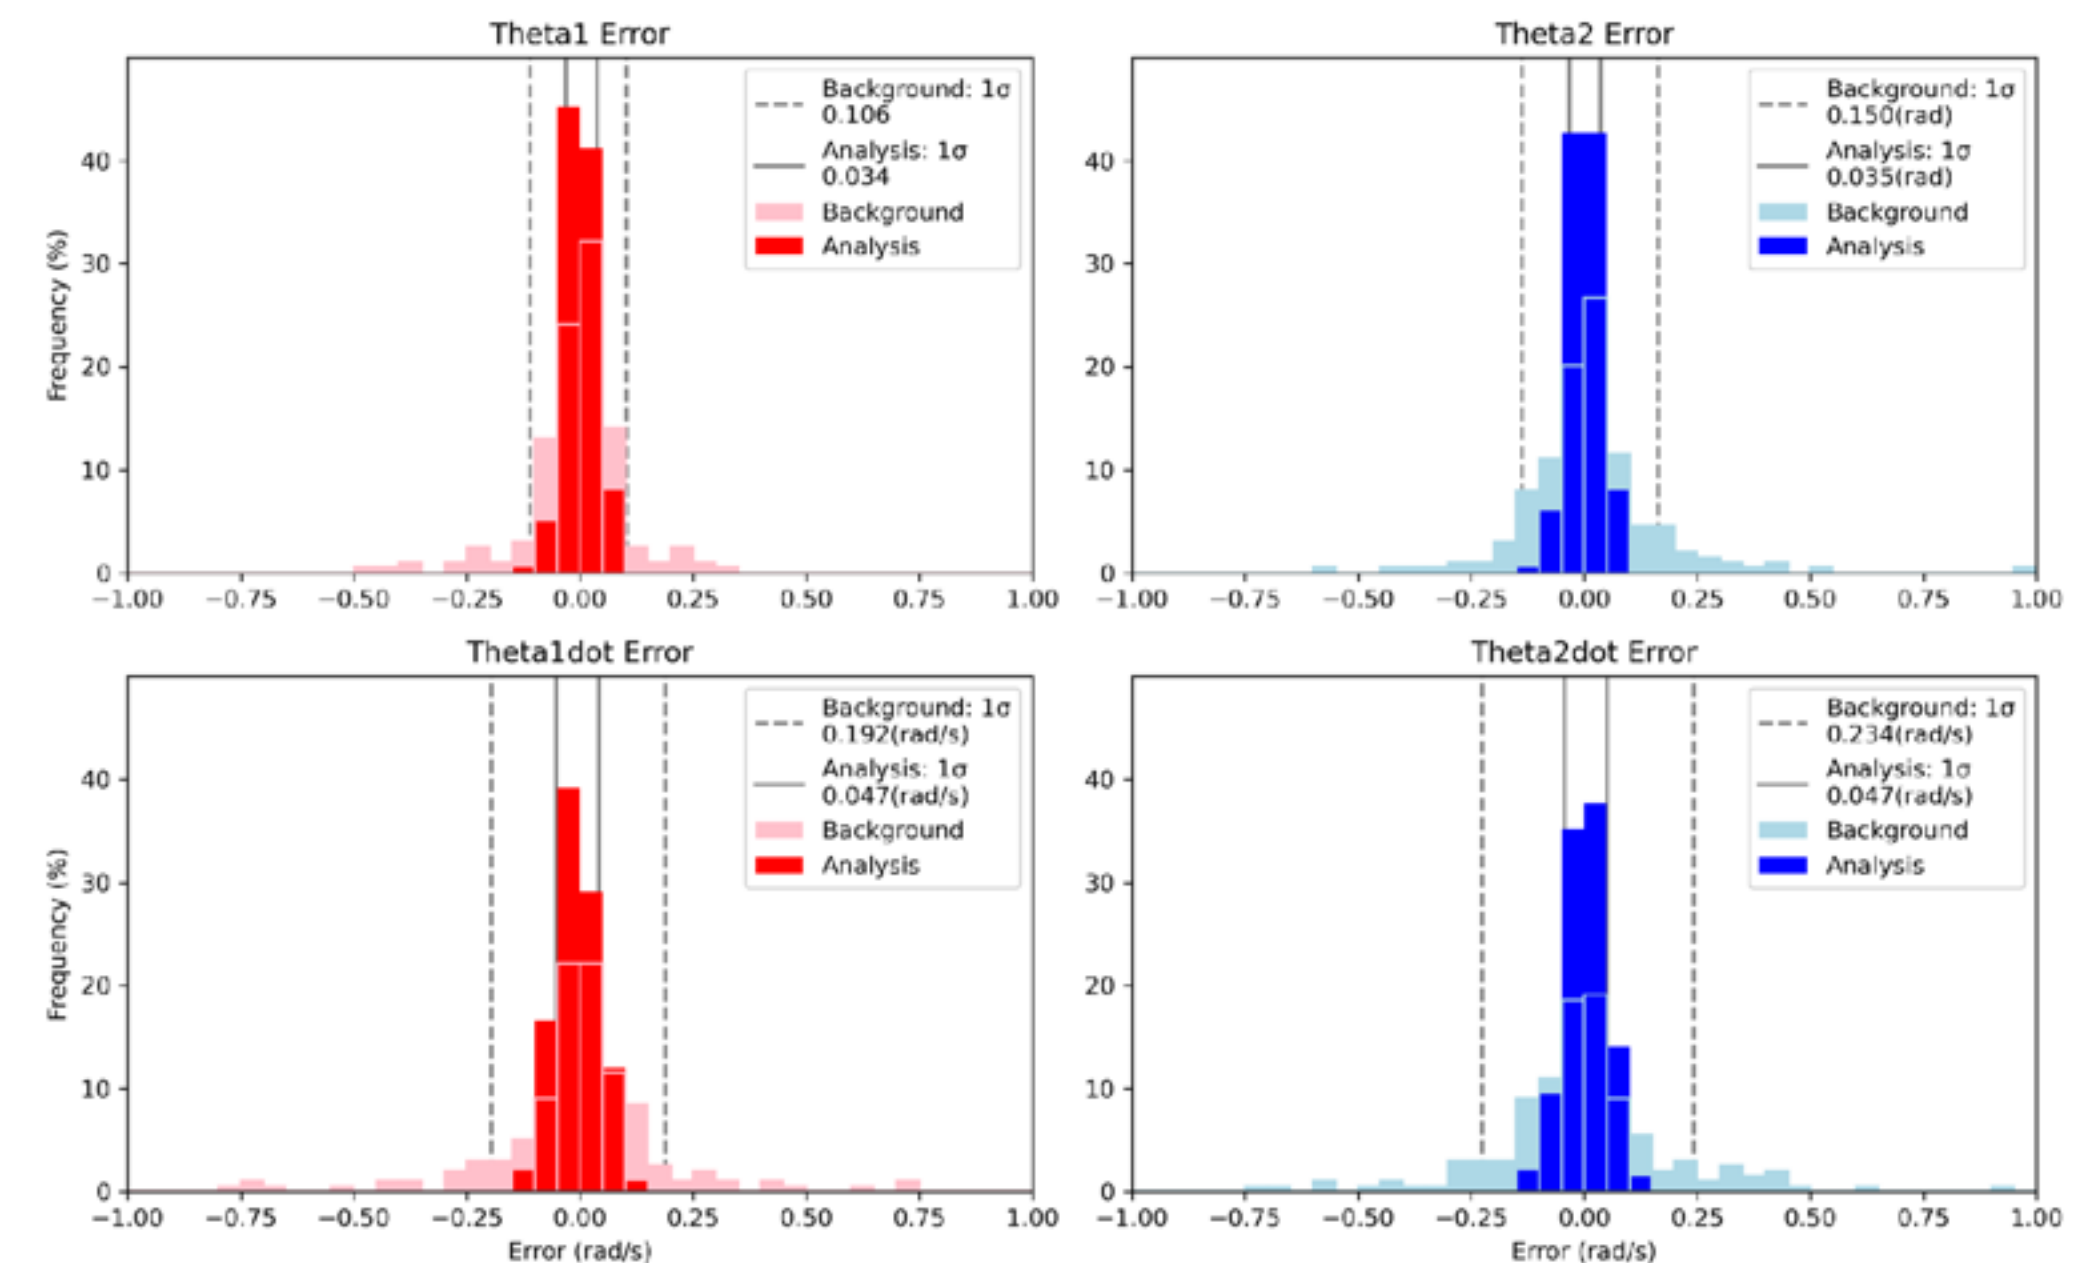 Theta1 Error
Frequency (%)
40
30
20
10
0
−1.00 −0.75 −0.50 −0.25 0.00 0.25 0.50 0.75 1.00
Background: 1σ
0.106
Analysis: 1σ
0.034
Background
Analysis
Theta2 Error
40
30
20
10
0
−1.00 −0.75 −0.50 −0.25 0.00 0.25 0.50 0.75 1.00
Background: 1σ
0.150(rad)
Analysis: 1σ
0.035(rad)
Background
Analysis
Theta1dot Error
Frequency (%)
40
30
20
10
0
−1.00 −0.75 −0.50 −0.25 0.00 0.25 0.50 0.75 1.00
Error (rad/s)
Background: 1σ
0.192(rad/s)
Analysis: 1σ
0.047(rad/s)
Background
Analysis
Theta2dot Error
40
30
20
10
0
−1.00 −0.75 −0.50 −0.25 0.00 0.25 0.50 0.75 1.00
Error (rad/s)
Background: 1σ
0.234(rad/s)
Analysis: 1σ
0.047(rad/s)
Background
Analysis